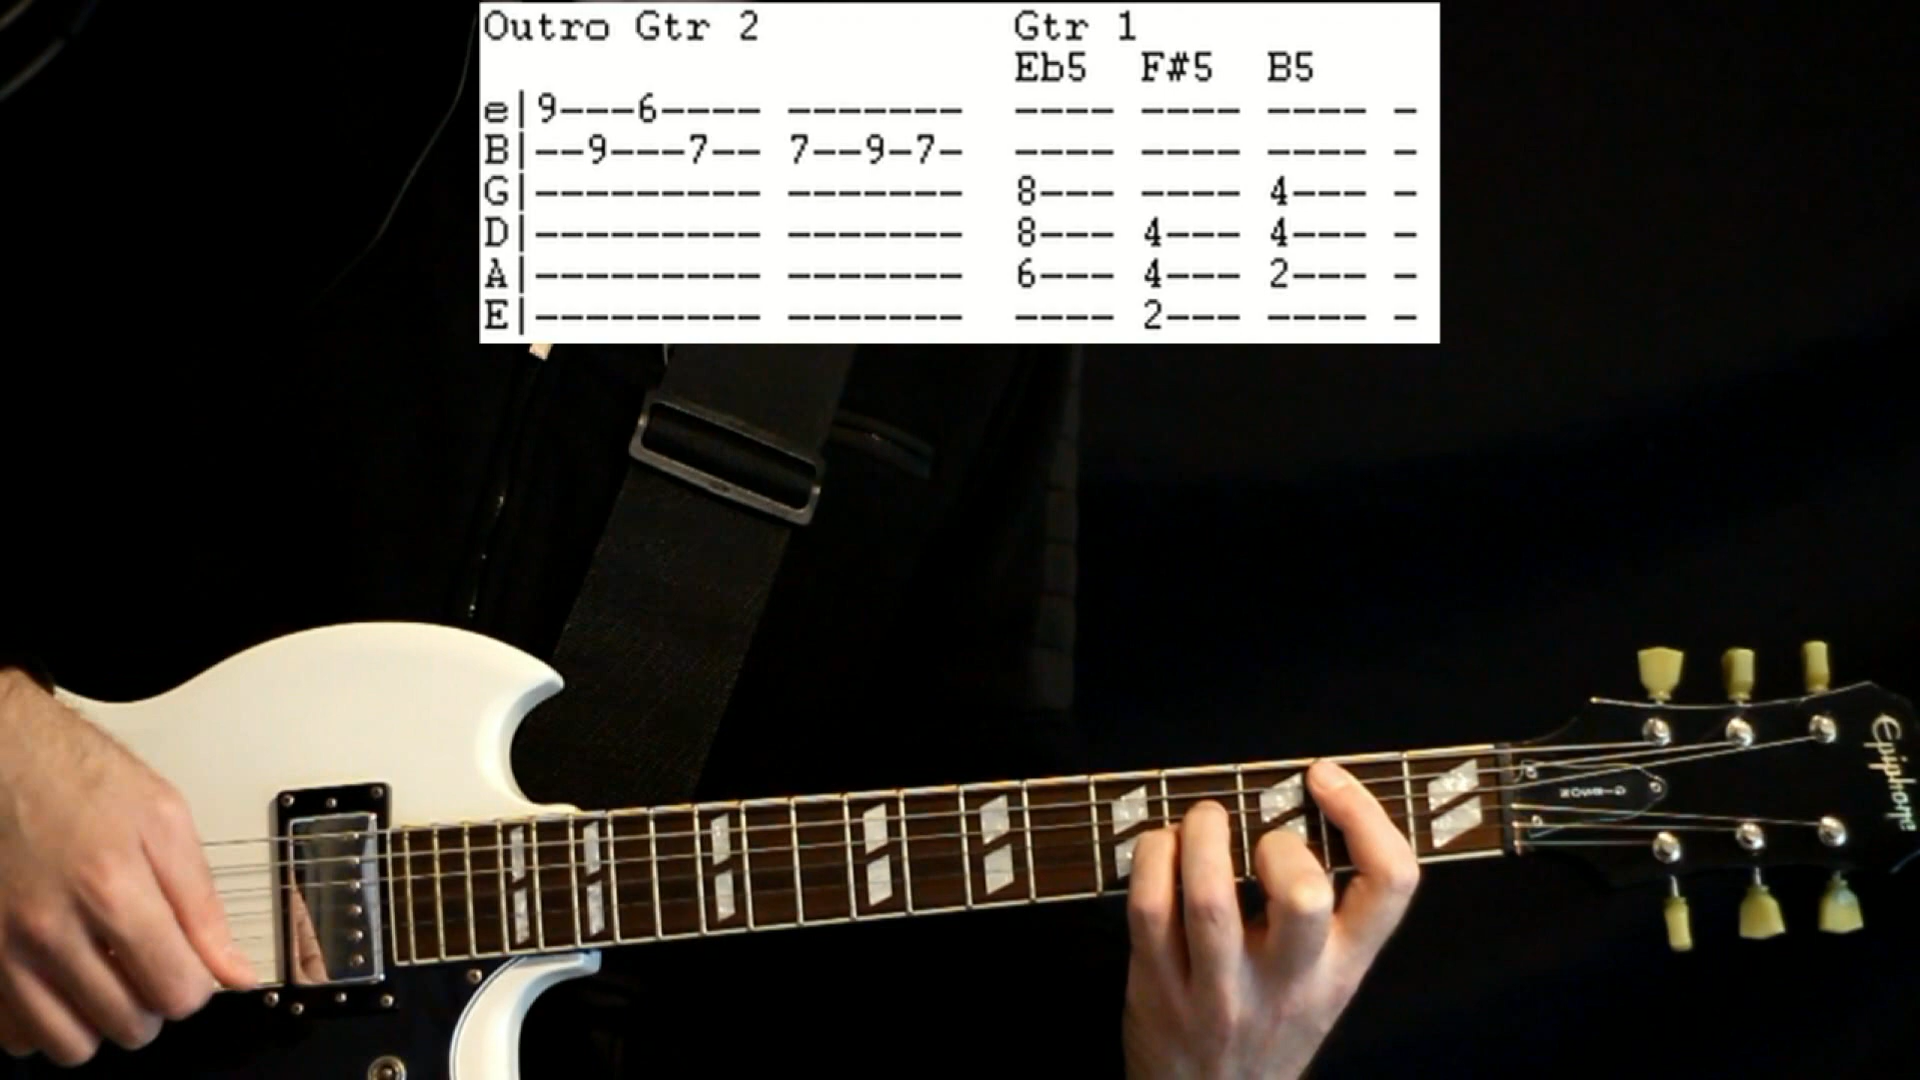 Outro Gtr 2          Gtr 1
                     Eb5  F#5  B5
e|9---6---- -------  ---- ---- ---- -
B|--9---7-- 7--9-7-  ---- ---- ---- -
G|--------- -------  8--- ---- 4--- -
D|--------- -------  8--- 4--- 4--- -
A|--------- -------  6--- 4--- 2--- -
E|--------- -------  ---- 2--- ---- -
Epiphone